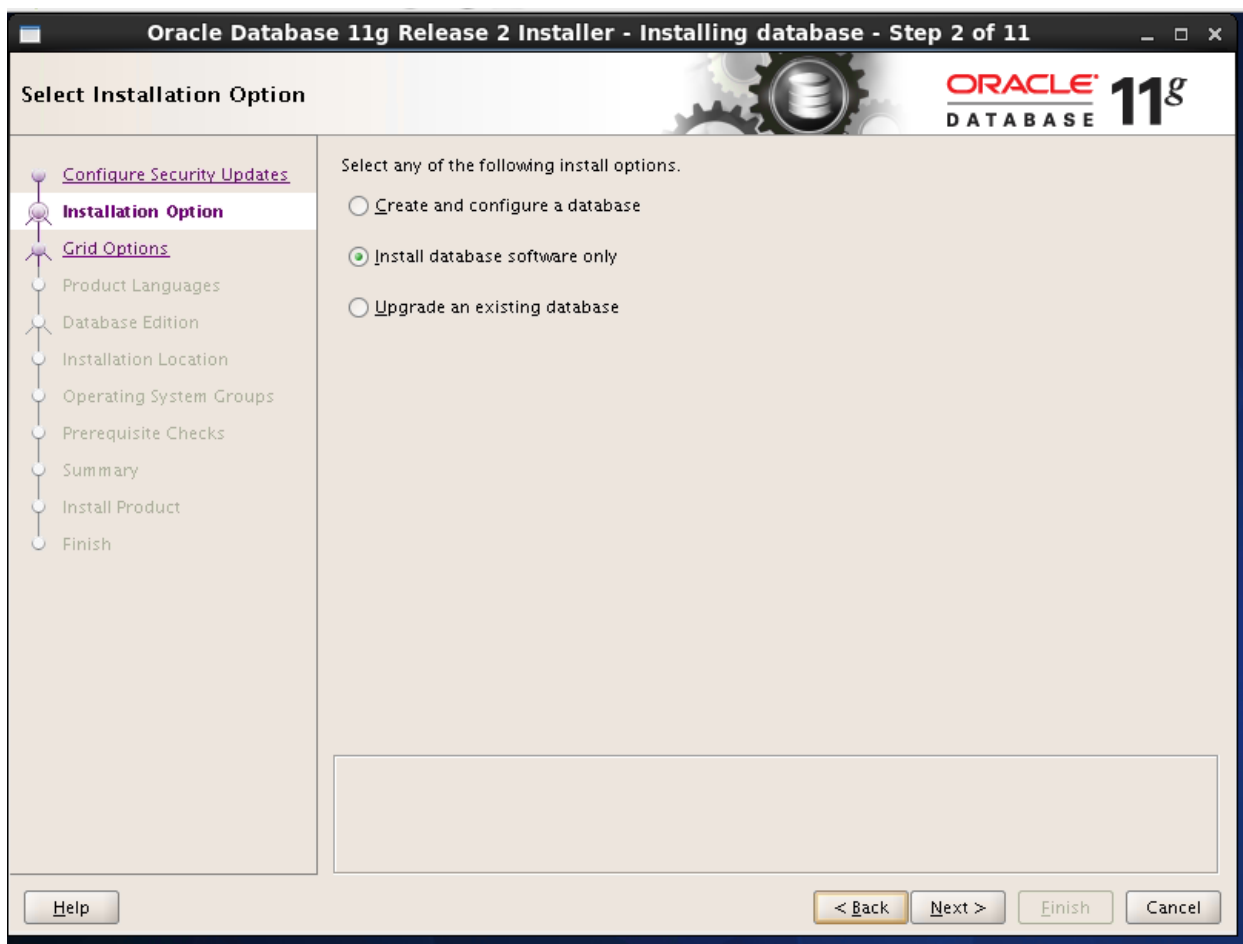 Oracle Database 11g Release 2 Installer - Installing database - Step 2 of 11
Select Installation Option
ORACLE
DATABASE
11g
Configure Security Updates
Installation Option
Grid Options
Product Languages
Database Edition
Installation Location
Operating System Groups
Prerequisite Checks
Summary
Install Product
Finish
Select any of the following install options.
Create and configure a database
Install database software only
Upgrade an existing database
Help
< Back
Next >
Finish
Cancel